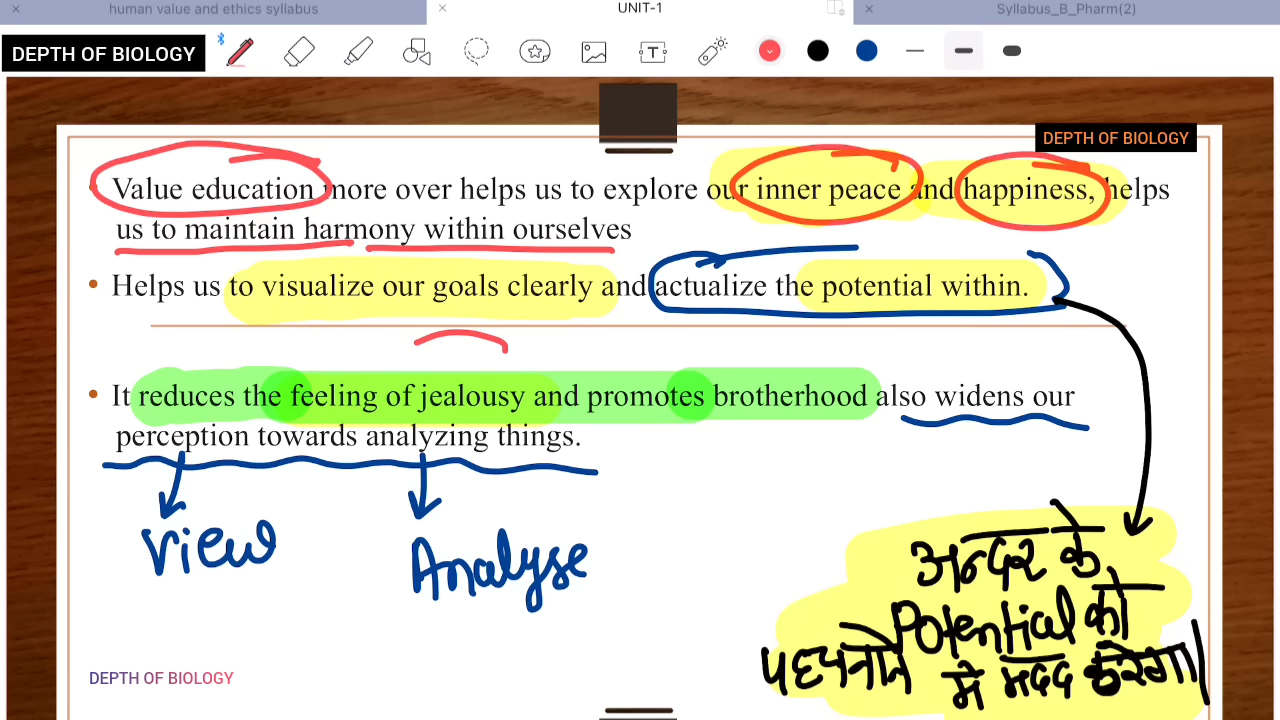 human value and ethics syllabus
UNIT-1
Syllabus_B_Pharm(2)
DEPTH OF BIOLOGY
DEPTH OF BIOLOGY
Value education more over helps us to explore our inner peace and happiness, helps
us to maintain harmony within ourselves
Helps us to visualize our goals clearly and actualize the potential within.
It reduces the feeling of jealousy and promotes brotherhood also widens our
perception towards analyzing things.
View
Analyse
अन्दर के
Potential को
पहचानने में मदद करेगा।
DEPTH OF BIOLOGY